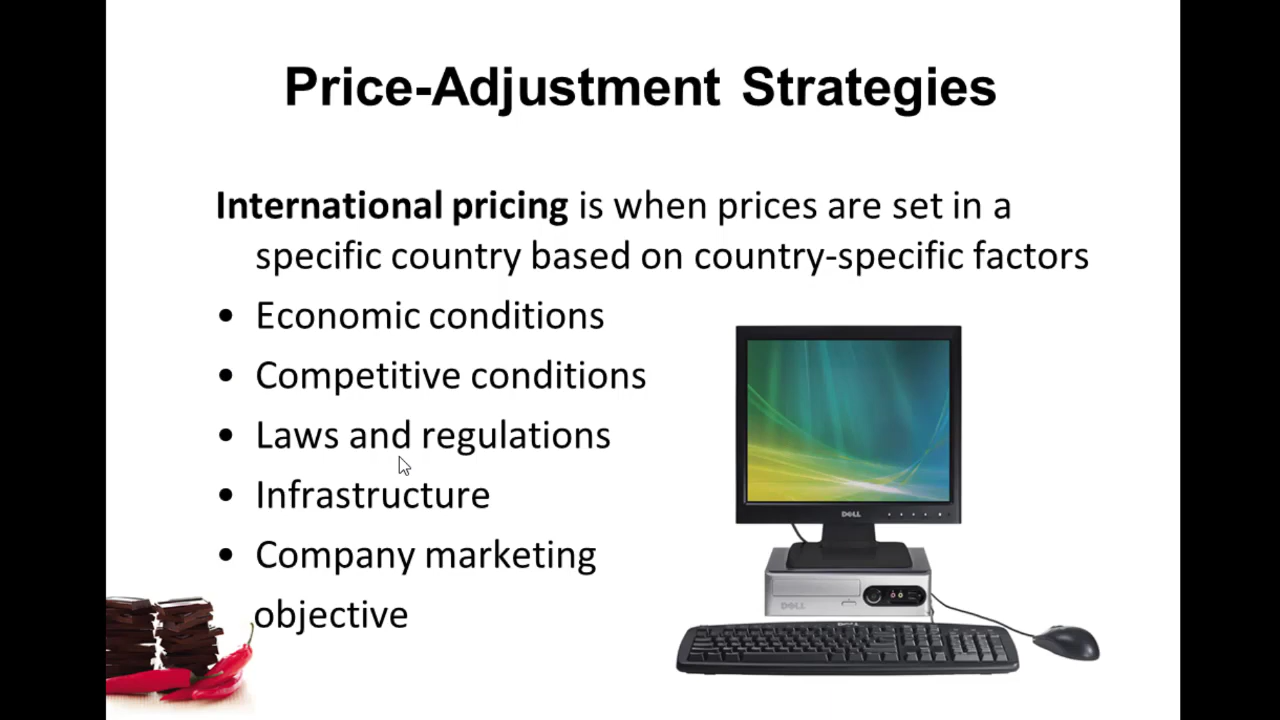 Price-Adjustment Strategies
International pricing is when prices are set in a
specific country based on country-specific factors
• Economic conditions
• Competitive conditions
• Laws and regulations
• Infrastructure
• Company marketing
objective
DELL
DELL